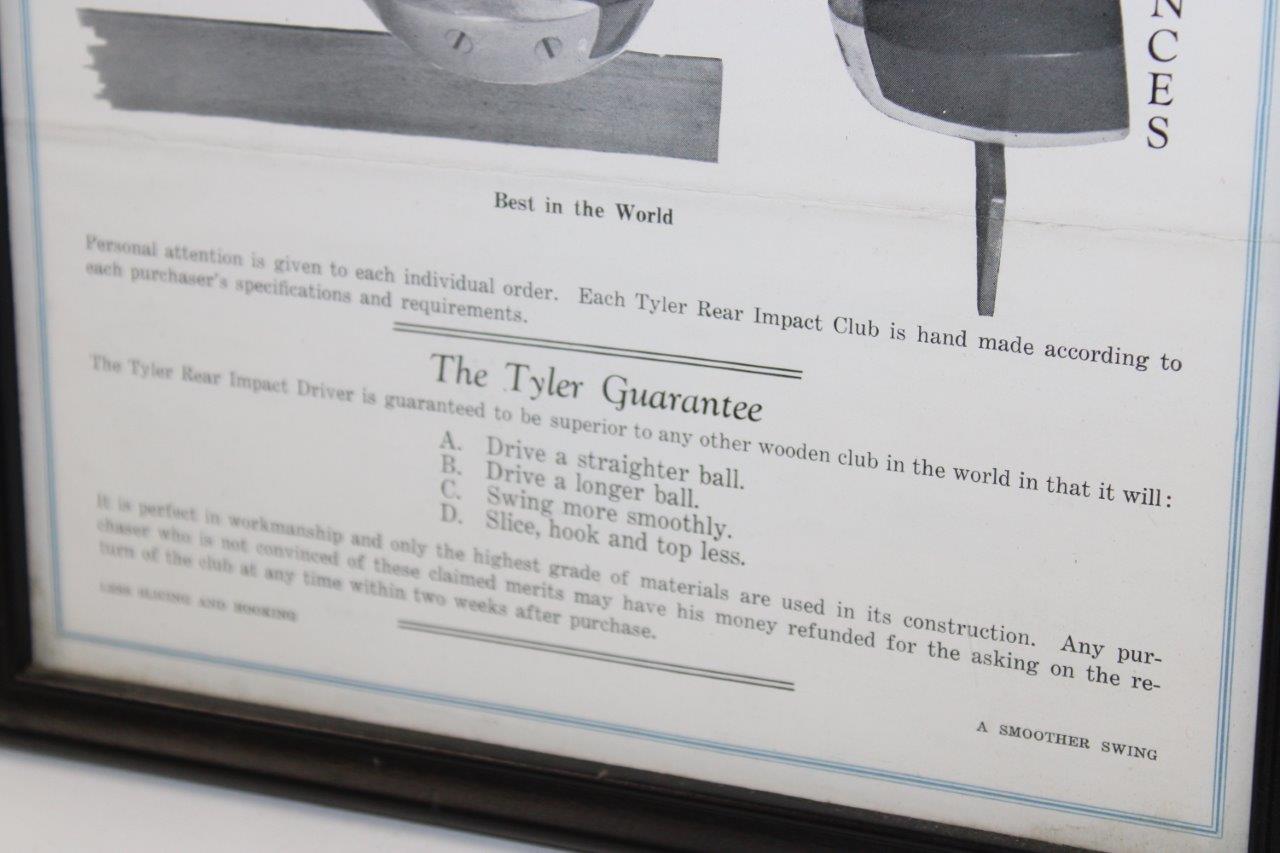 N
C
E
S
Best in the World
Personal attention is given to each individual order. Each Tyler Rear Impact Club is hand made according to
each purchaser's specifications and requirements.
The Tyler Guarantee
The Tyler Rear Impact Driver is guaranteed to be superior to any other wooden club in the world in that it will:
A. Drive a straighter ball.
B. Drive a longer ball.
C. Swing more smoothly.
D. Slice, hook and top less.
It is perfect in workmanship and only the highest grade of materials are used in its construction. Any pur-
chaser who is not convinced of these claimed merits may have his money refunded for the asking on the re-
turn of the club at any time within two weeks after purchase.
LESS SLICING AND HOOKING
A SMOOTHER SWING